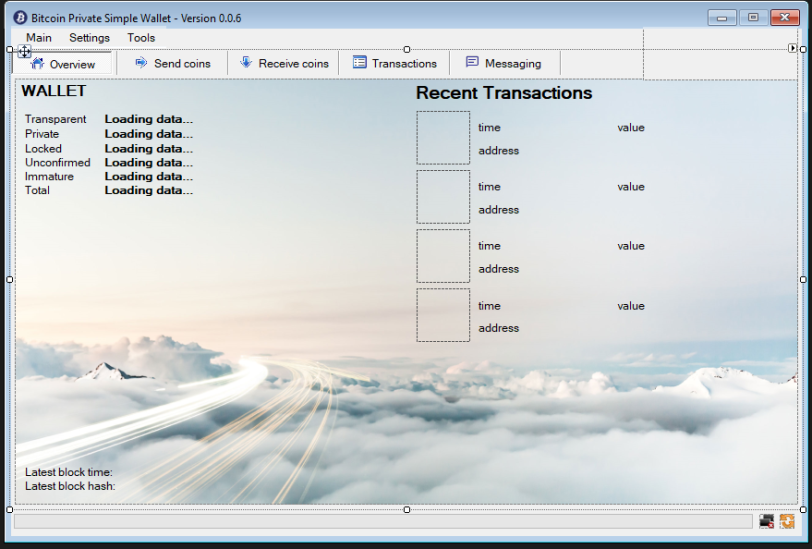 Bitcoin Private Simple Wallet - Version 0.0.6
Main Settings Tools
Overview Send coins Receive coins Transactions Messaging
WALLET
Transparent Loading data...
Private Loading data...
Locked Loading data...
Unconfirmed Loading data...
Immature Loading data...
Total Loading data...
Recent Transactions
time value
address
time value
address
time value
address
time value
address
Latest block time:
Latest block hash: